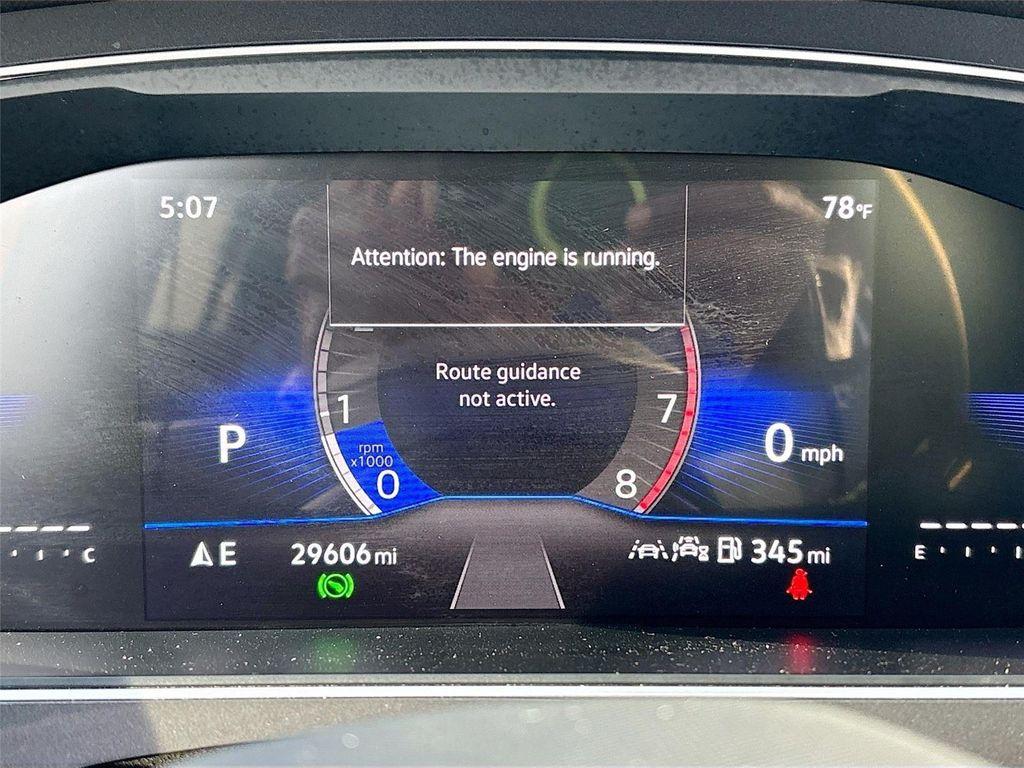 5:07
78°F
Attention: The engine is running.
Route guidance
not active.
1
7
P
rpm
x1000
0
8
0 mph
C
E
29606 mi
345 mi
E